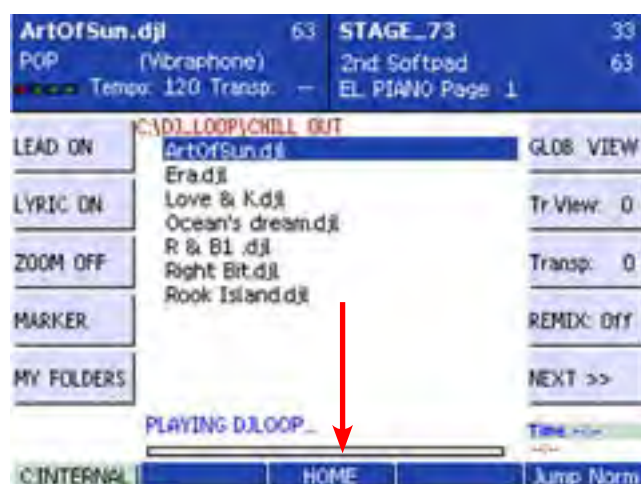 ArtOfSun.djl 63
POP (Vibraphone)
Tempo: 120 Transp: --
STAGE_73 33
2nd Softpad 63
EL PIANO Page 1
LEAD ON
LYRIC ON
ZOOM OFF
MARKER
MY FOLDERS
C:\DJ_LOOP\CHILL OUT
ArtOfSun.djl
Era.djl
Love & K.djl
Ocean's dream.djl
R & B1 .djl
Right Bit.djl
Rook Island.djl
PLAYING DJLOOP...
GLOB VIEW
Tr.View: 0
Transp: 0
REMIX: Off
NEXT >>
Time --:--
C:INTERNAL
HOME
Jump Norm